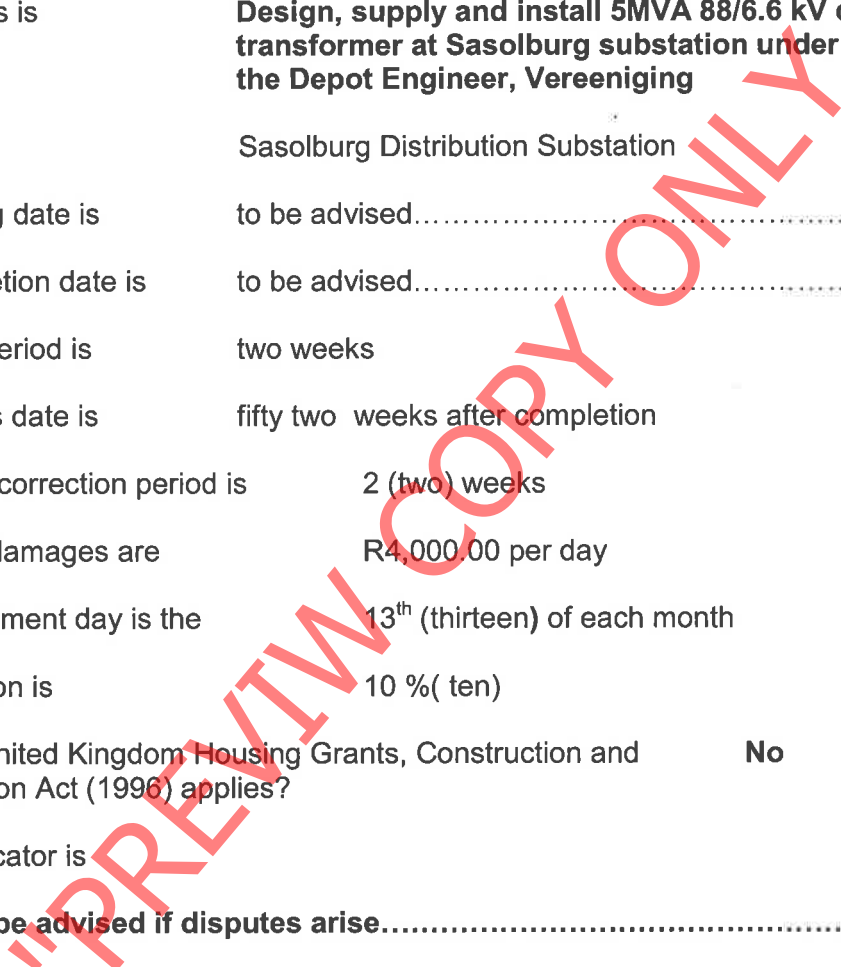 s is Design, supply and install 5MVA 88/6.6 kV
transformer at Sasolburg substation under
the Depot Engineer, Vereeniging
Sasolburg Distribution Substation
g date is to be advised……………………………………
etion date is to be advised……………………………………
eriod is two weeks
s date is fifty two weeks after completion
correction period is 2 (two) weeks
damages are R4,000.00 per day
ment day is the 13th (thirteen) of each month
on is 10 %( ten)
nited Kingdom Housing Grants, Construction and No
on Act (1996) applies?
cator is
be advised if disputes arise……………………………………
"PREVIW COPY ONLY